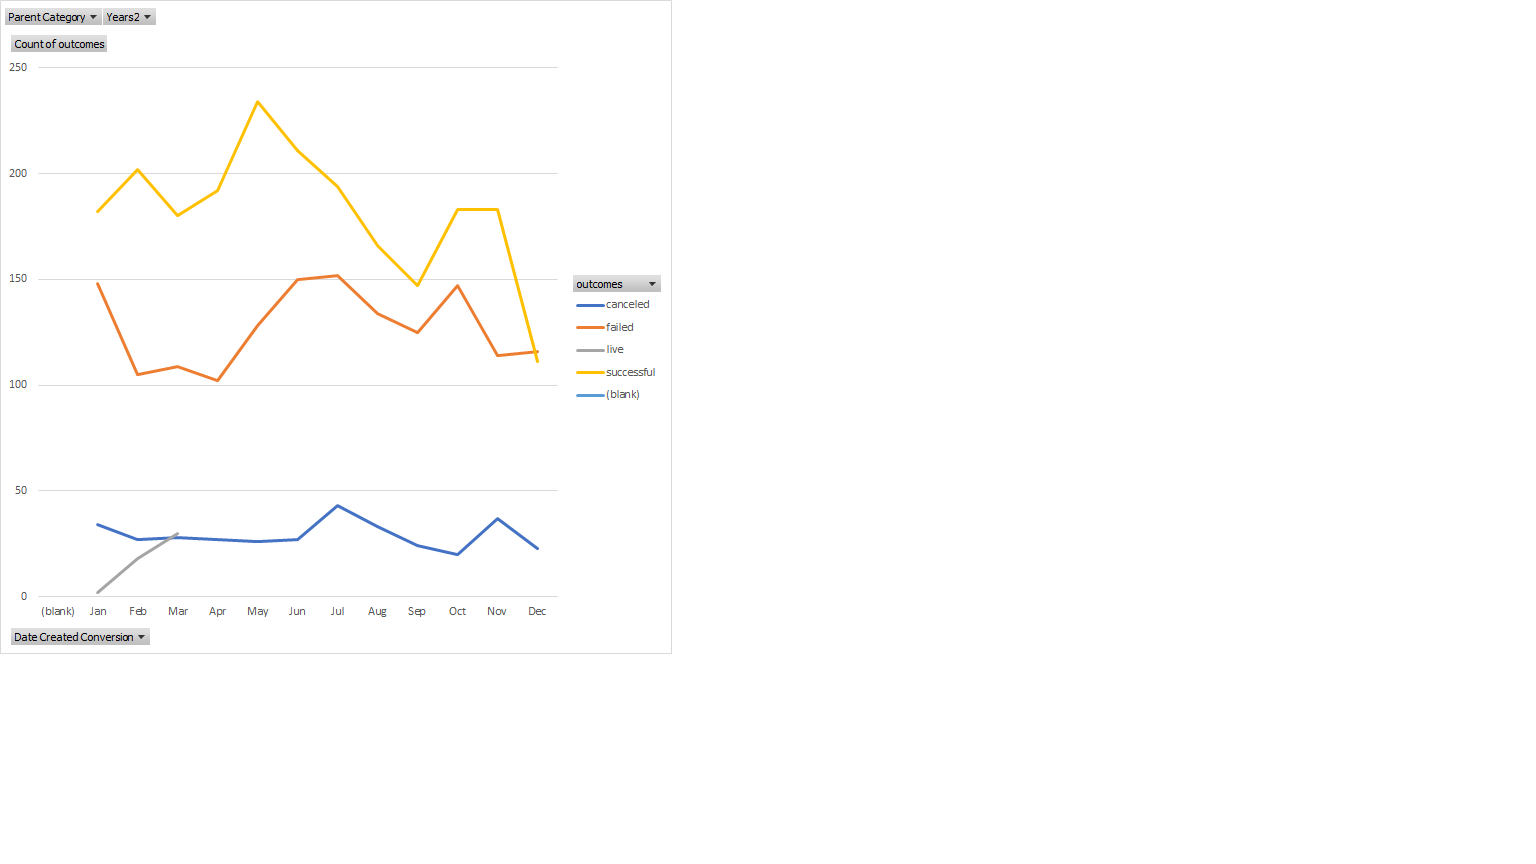 Parent Category Years2
Count of outcomes
250
200
150
100
50
0
(blank) Jan Feb Mar Apr May Jun Jul Aug Sep Oct Nov Dec
Date Created Conversion
outcomes
canceled
failed
live
successful
(blank)